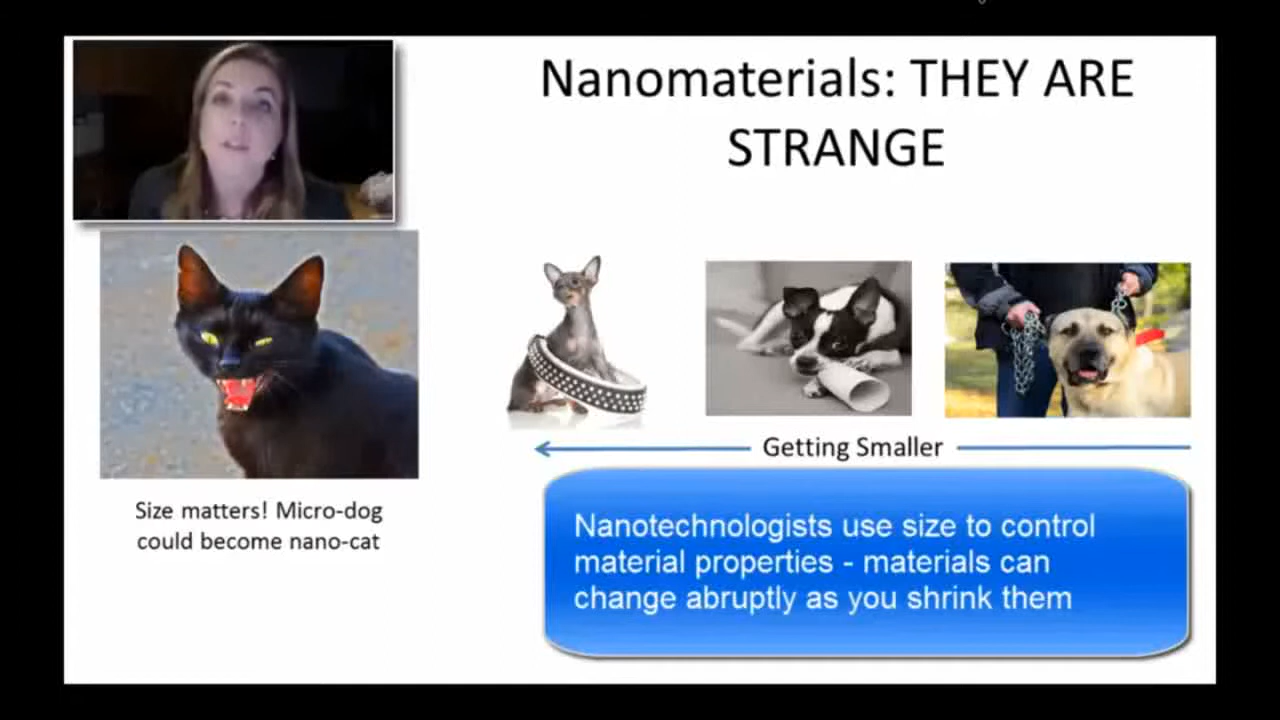 Nanomaterials: THEY ARE
STRANGE
Getting Smaller
Size matters! Micro-dog
could become nano-cat
Nanotechnologists use size to control
material properties - materials can
change abruptly as you shrink them